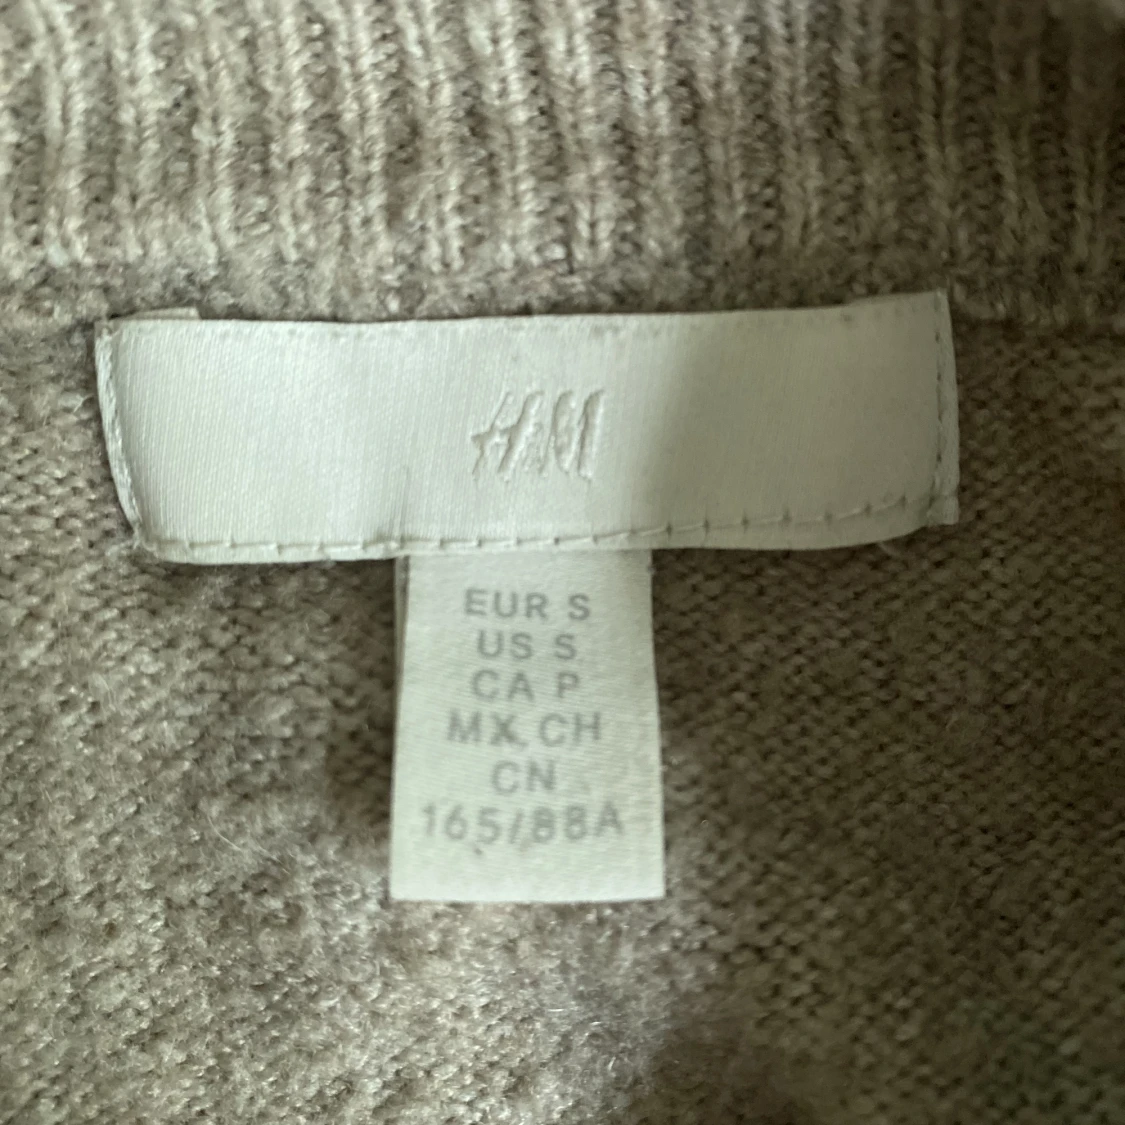 H&M
EUR S
US S
CA P
MX CH
CN
165/88A